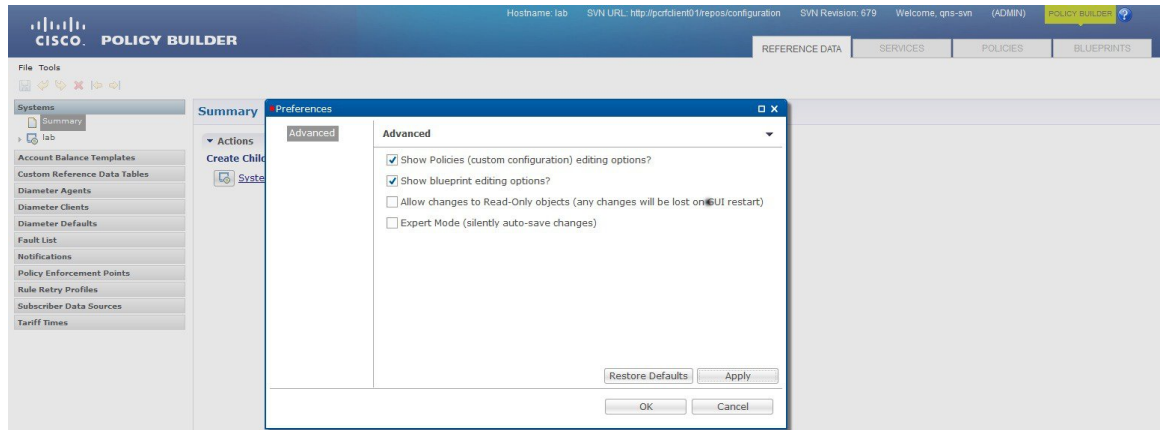 Hostname: lab SVN URL: http://pcrfclient01/repos/configuration SVN Revision: 679 Welcome, qns-svn (ADMIN) POLICY BUILDER ?
CISCO. POLICY BUILDER
REFERENCE DATA SERVICES POLICIES BLUEPRINTS
File Tools
Systems
Summary
lab
Account Balance Templates
Custom Reference Data Tables
Diameter Agents
Diameter Clients
Diameter Defaults
Fault List
Notifications
Policy Enforcement Points
Rule Retry Profiles
Subscriber Data Sources
Tariff Times
Summary
Actions
Create Child
Syste
Preferences
Advanced
Advanced
Show Policies (custom configuration) editing options?
Show blueprint editing options?
Allow changes to Read-Only objects (any changes will be lost on GUI restart)
Expert Mode (silently auto-save changes)
Restore Defaults Apply
OK Cancel